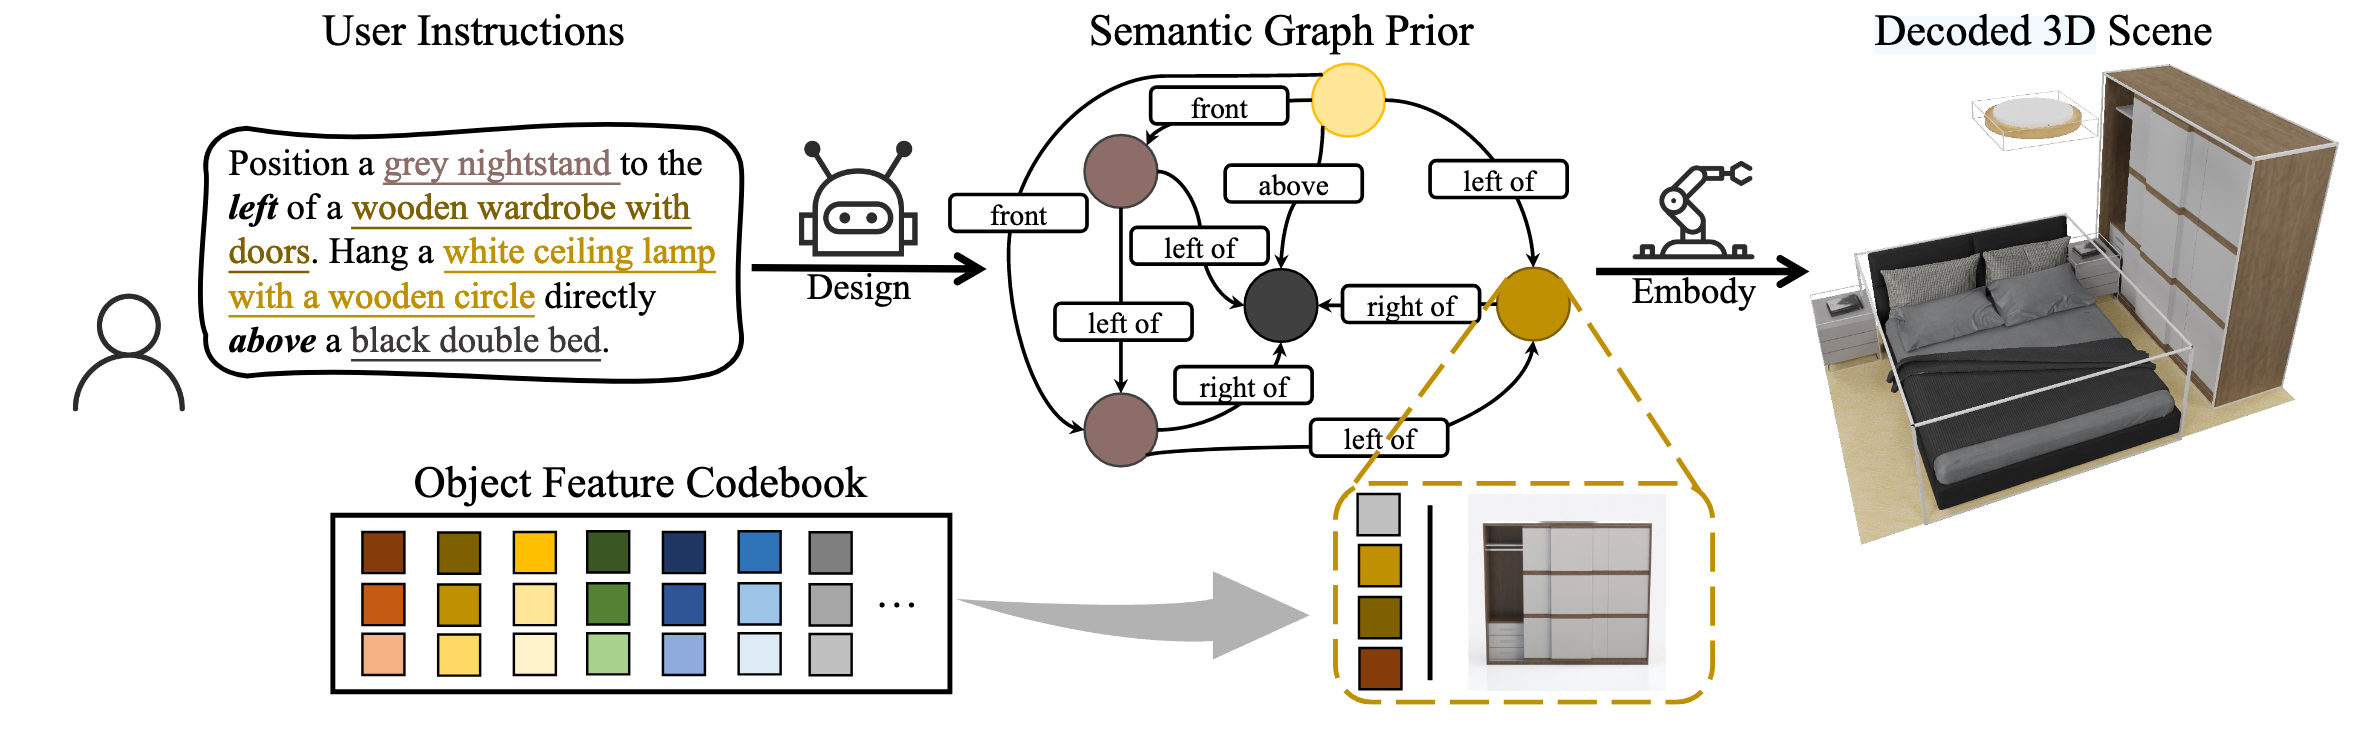 User Instructions
Position a grey nightstand to the
left of a wooden wardrobe with
doors. Hang a white ceiling lamp
with a wooden circle directly
above a black double bed.
Design
Semantic Graph Prior
front
front
above
left of
left of
left of
right of
right of
left of
Embody
Decoded 3D Scene
Object Feature Codebook
...